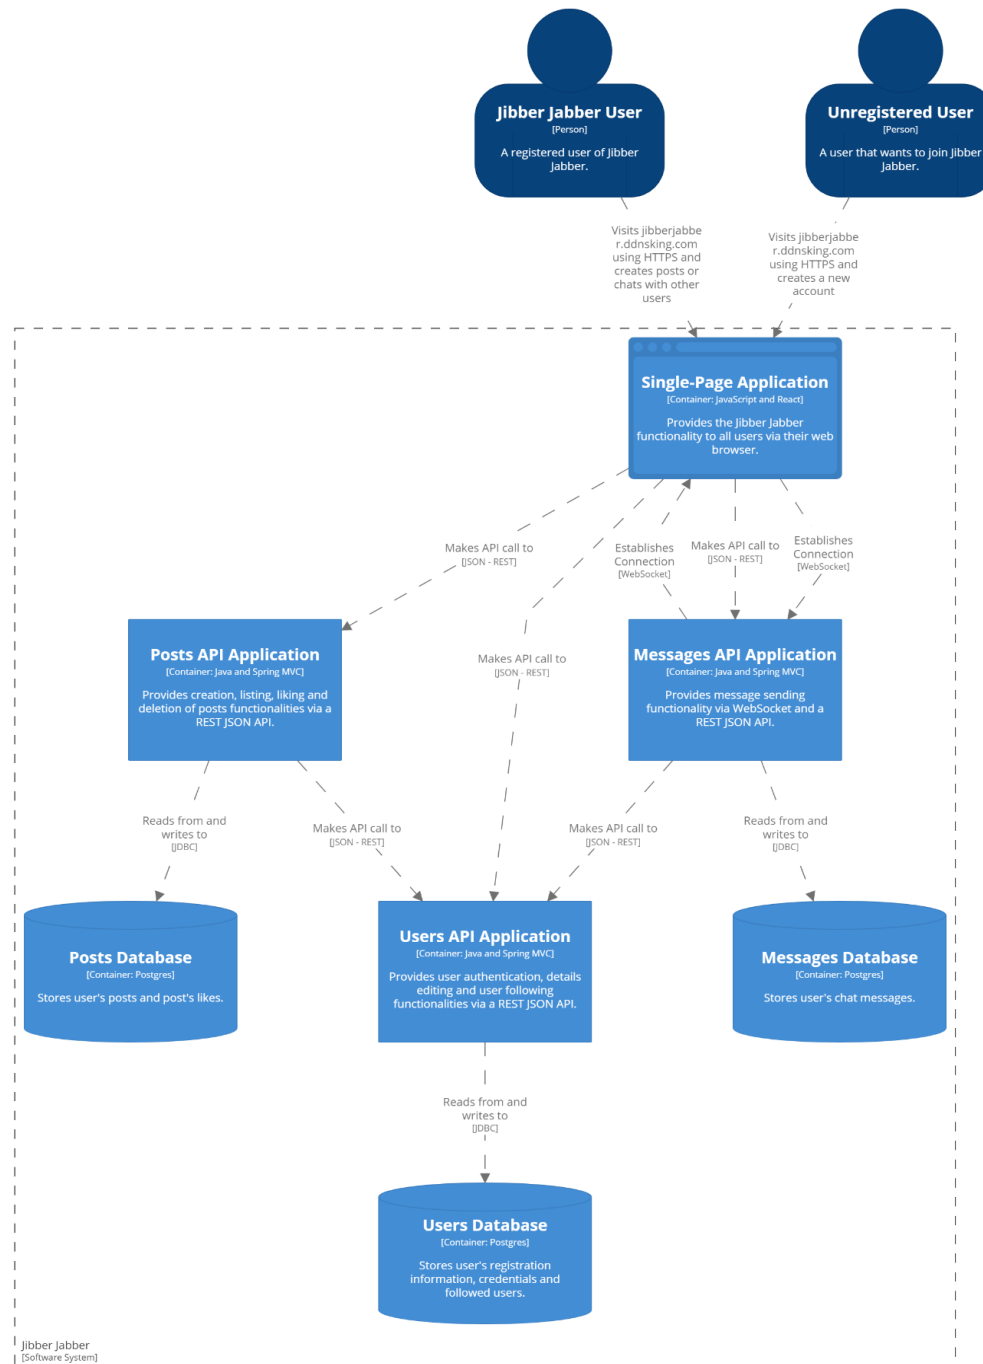 Jibber Jabber User
[Person]
A registered user of Jibber
Jabber.
Unregistered User
[Person]
A user that wants to join Jibber
Jabber.
Visits jibberjabbe
r.ddnsking.com
using HTTPS and
creates posts or
chats with other
users
Visits jibberjabbe
r.ddnsking.com
using HTTPS and
creates a new
account
Single-Page Application
[Container: JavaScript and React]
Provides the Jibber Jabber
functionality to all users via their web
browser.
Makes API call to
[JSON - REST]
Establishes
Connection
[WebSocket]
Makes API call to
[JSON - REST]
Establishes
Connection
[WebSocket]
Makes API call to
[JSON - REST]
Posts API Application
[Container: Java and Spring MVC]
Provides creation, listing, liking and
deletion of posts functionalities via a
REST JSON API.
Messages API Application
[Container: Java and Spring MVC]
Provides message sending
functionality via WebSocket and a
REST JSON API.
Reads from and
writes to
[JDBC]
Makes API call to
[JSON - REST]
Makes API call to
[JSON - REST]
Reads from and
writes to
[JDBC]
Posts Database
[Container: Postgres]
Stores user's posts and post's likes.
Users API Application
[Container: Java and Spring MVC]
Provides user authentication, details
editing and user following
functionalities via a REST JSON API.
Messages Database
[Container: Postgres]
Stores user's chat messages.
Reads from and
writes to
[JDBC]
Users Database
[Container: Postgres]
Stores user's registration
information, credentials and
followed users.
Jibber Jabber
[Software System]